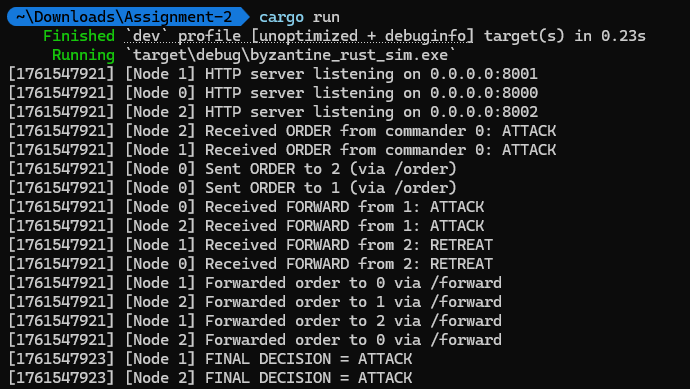 ~\Downloads\Assignment-2 cargo run
Finished `dev` profile [unoptimized + debuginfo] target(s) in 0.23s
Running `target\debug\byzantine_rust_sim.exe`
[1761547921] [Node 1] HTTP server listening on 0.0.0.0:8001
[1761547921] [Node 0] HTTP server listening on 0.0.0.0:8000
[1761547921] [Node 2] HTTP server listening on 0.0.0.0:8002
[1761547921] [Node 2] Received ORDER from commander 0: ATTACK
[1761547921] [Node 1] Received ORDER from commander 0: ATTACK
[1761547921] [Node 0] Sent ORDER to 2 (via /order)
[1761547921] [Node 0] Sent ORDER to 1 (via /order)
[1761547921] [Node 0] Received FORWARD from 1: ATTACK
[1761547921] [Node 2] Received FORWARD from 1: ATTACK
[1761547921] [Node 1] Received FORWARD from 2: RETREAT
[1761547921] [Node 0] Received FORWARD from 2: RETREAT
[1761547921] [Node 1] Forwarded order to 0 via /forward
[1761547921] [Node 2] Forwarded order to 1 via /forward
[1761547921] [Node 1] Forwarded order to 2 via /forward
[1761547921] [Node 2] Forwarded order to 0 via /forward
[1761547923] [Node 1] FINAL DECISION = ATTACK
[1761547923] [Node 2] FINAL DECISION = ATTACK